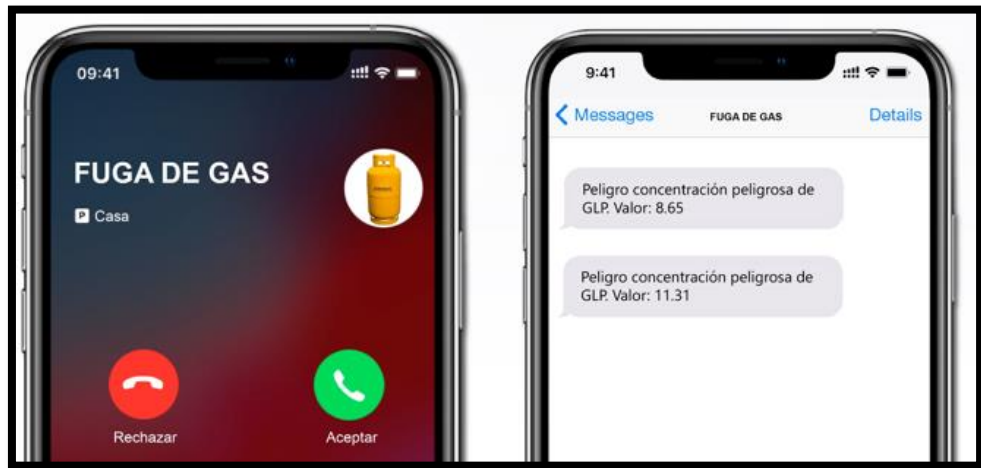 09:41
FUGA DE GAS
P Casa
Rechazar
Aceptar
9:41
Messages
FUGA DE GAS
Details
Peligro concentración peligrosa de
GLP. Valor: 8.65
Peligro concentración peligrosa de
GLP. Valor: 11.31